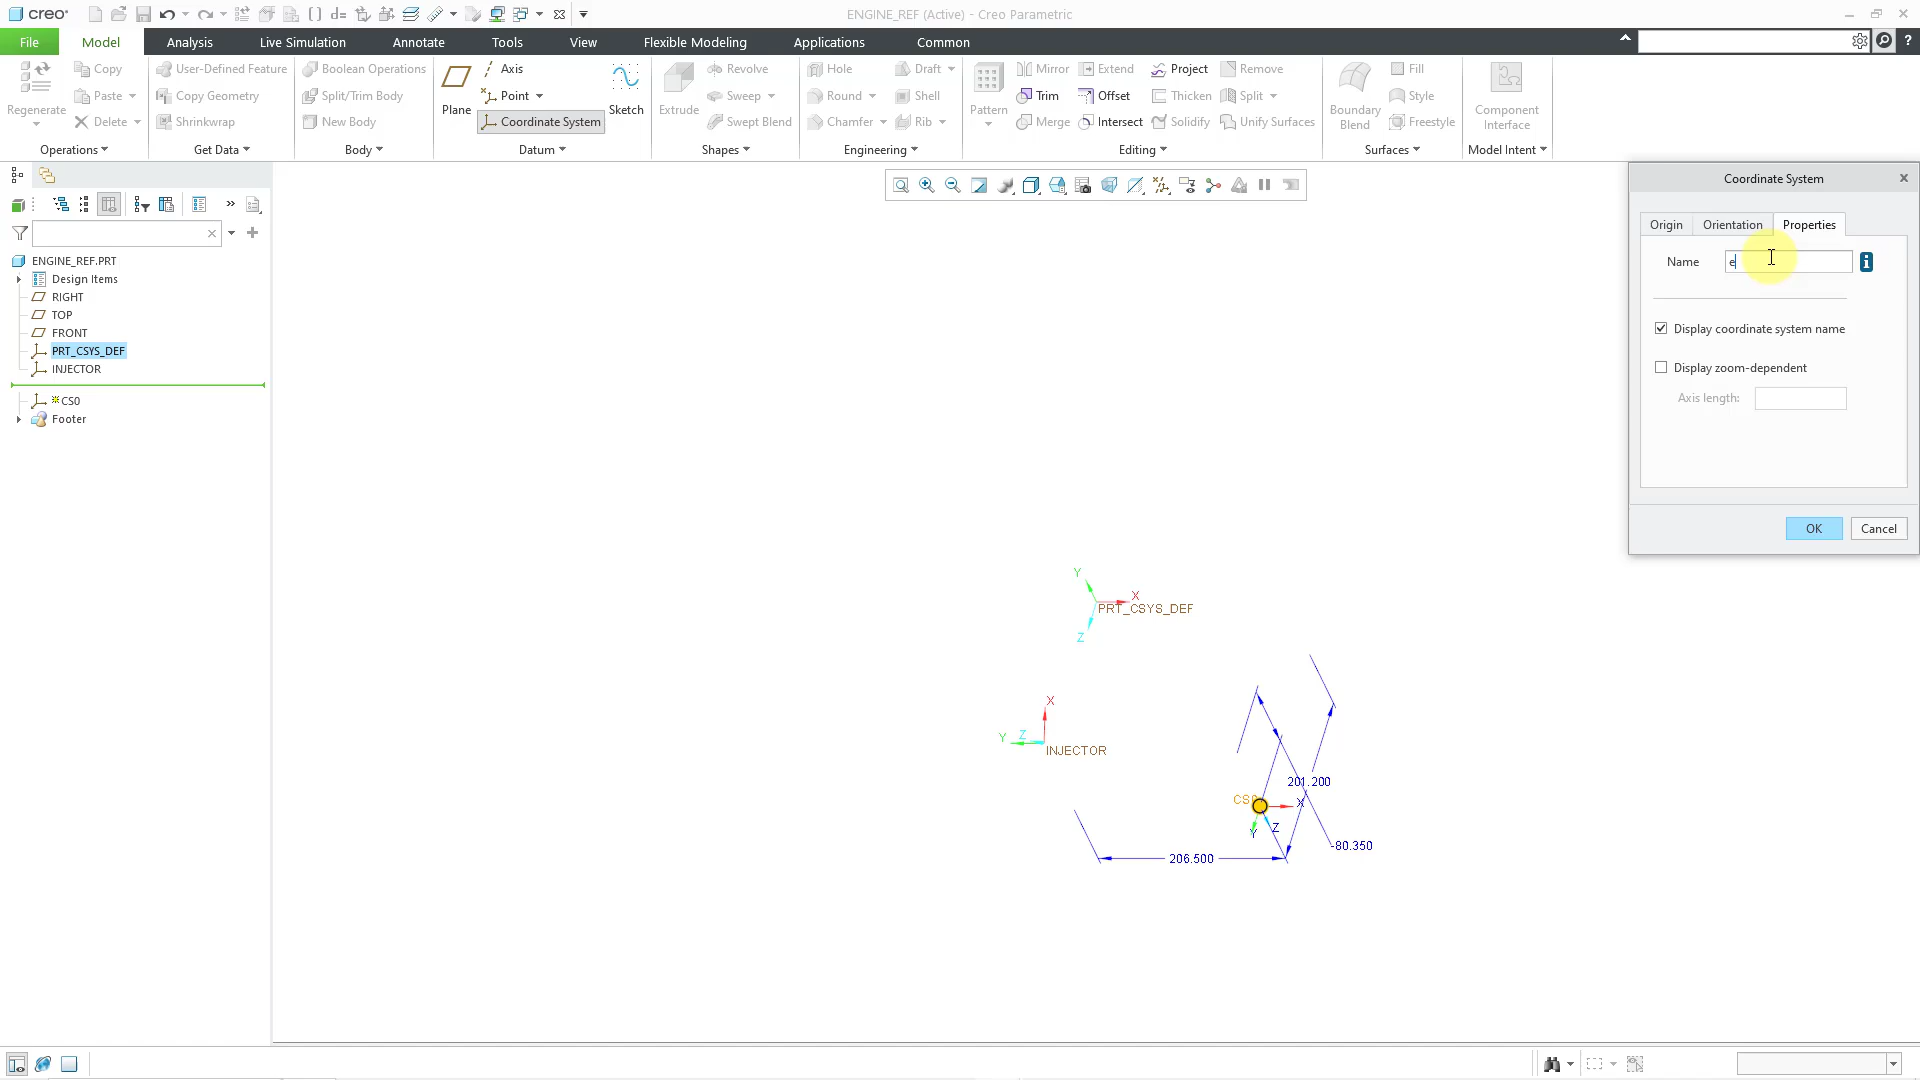 creo
ENGINE_REF (Active) - Creo Parametric
File
Model
Analysis
Live Simulation
Annotate
Tools
View
Flexible Modeling
Applications
Common
Regenerate
Copy
Paste
Delete
Operations
User-Defined Feature
Copy Geometry
Shrinkwrap
Get Data
Boolean Operations
Split/Trim Body
New Body
Body
Plane
Axis
Point
Coordinate System
Sketch
Datum
Extrude
Revolve
Sweep
Swept Blend
Shapes
Hole
Round
Chamfer
Draft
Shell
Rib
Engineering
Pattern
Mirror
Trim
Merge
Extend
Offset
Intersect
Project
Thicken
Solidify
Remove
Split
Unify Surfaces
Editing
Boundary
Blend
Fill
Style
Freestyle
Surfaces
Component
Interface
Model Intent
ENGINE_REF.PRT
Design Items
RIGHT
TOP
FRONT
PRT_CSYS_DEF
INJECTOR
CS0
Footer
Coordinate System
Origin
Orientation
Properties
Name
e
Display coordinate system name
Display zoom-dependent
Axis length:
OK
Cancel
Y
X
PRT_CSYS_DEF
Z
X
Y
Z
INJECTOR
201.200
CS0
X
Y
Z
-80.350
206.500